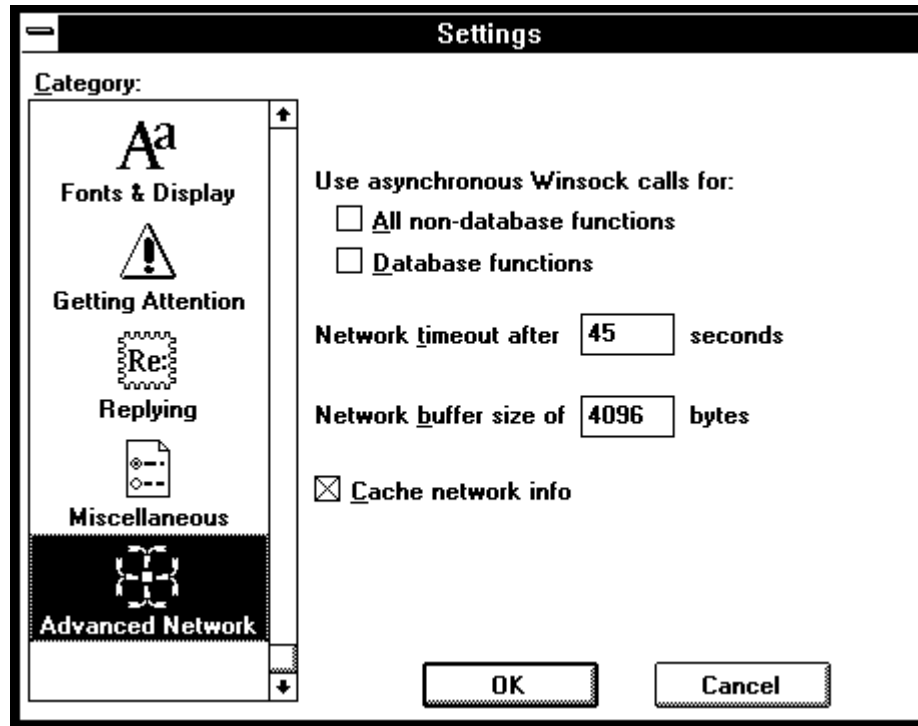 Settings
Category:
Aa
Fonts & Display
Getting Attention
Re:
Replying
Miscellaneous
Advanced Network
Use asynchronous Winsock calls for:
All non-database functions
Database functions
Network timeout after 45 seconds
Network buffer size of 4096 bytes
Cache network info
OK Cancel